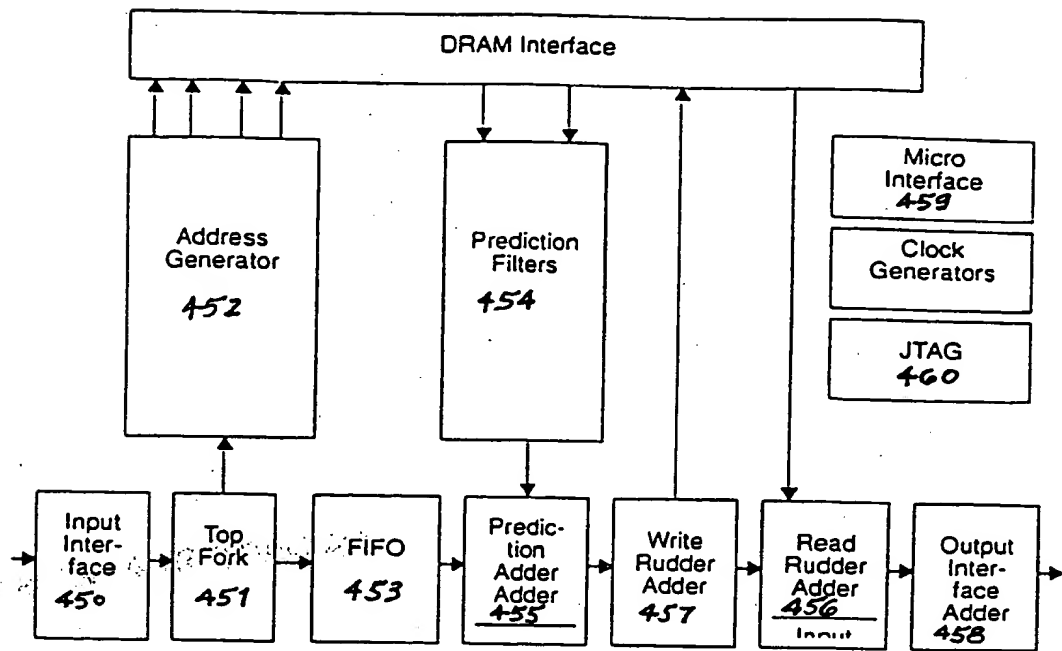 DRAM Interface
Address
Generator
452
Prediction
Filters
454
Micro
Interface
459
Clock
Generators
JTAG
460
Input
Inter-
face
450
Top
Fork
451
FIFO
453
Predic-
tion
Adder
Adder
455
Write
Rudder
Adder
457
Read
Rudder
Adder
456
Input
Output
Inter-
face
Adder
458